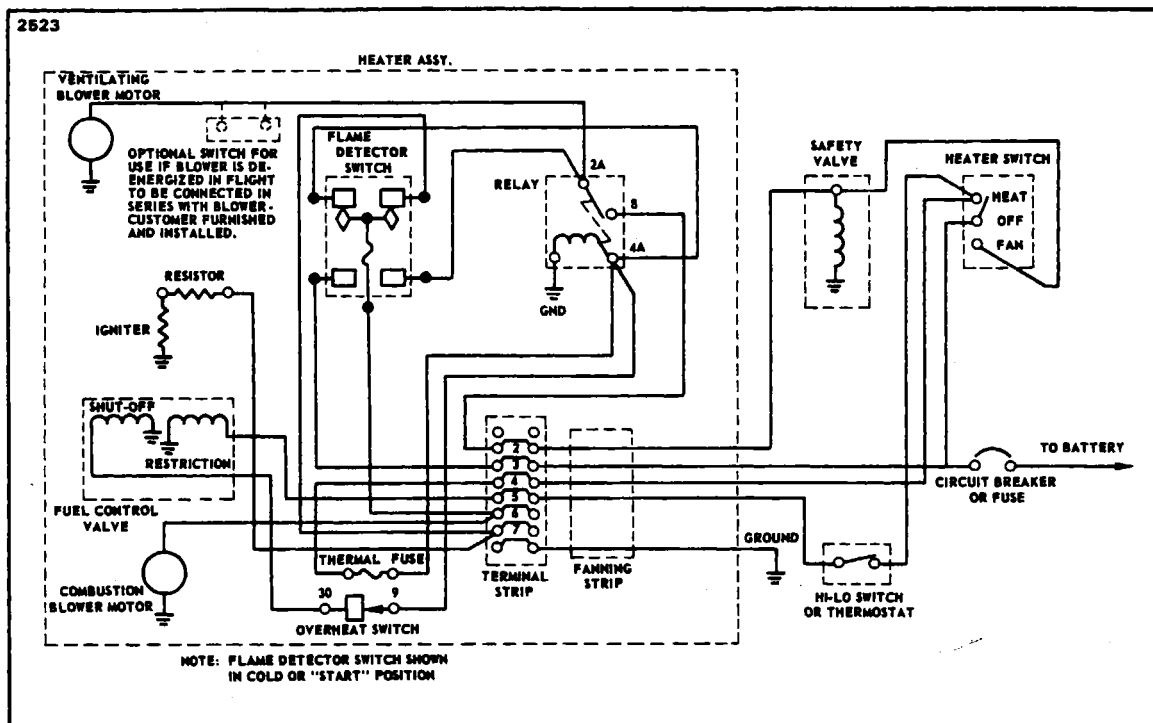 2523
HEATER ASSY.
VENTILATING
BLOWER MOTOR
OPTIONAL SWITCH FOR
USE IF BLOWER IS DE-
ENERGIZED IN FLIGHT
TO BE CONNECTED IN
SERIES WITH BLOWER-
CUSTOMER FURNISHED
AND INSTALLED.
FLAME
DETECTOR
SWITCH
RELAY
2A
8
4A
GND
SAFETY
VALVE
HEATER SWITCH
HEAT
OFF
FAN
RESISTOR
IGNITER
SHUT-OFF
RESTRICTION
FUEL CONTROL
VALVE
COMBUSTION
BLOWER MOTOR
THERMAL FUSE
30
9
OVERHEAT SWITCH
2
3
4
5
6
7
TERMINAL
STRIP
FANNING
STRIP
GROUND
TO BATTERY
CIRCUIT BREAKER
OR FUSE
HI-LO SWITCH
OR THERMOSTAT
NOTE: FLAME DETECTOR SWITCH SHOWN
IN COLD OR "START" POSITION